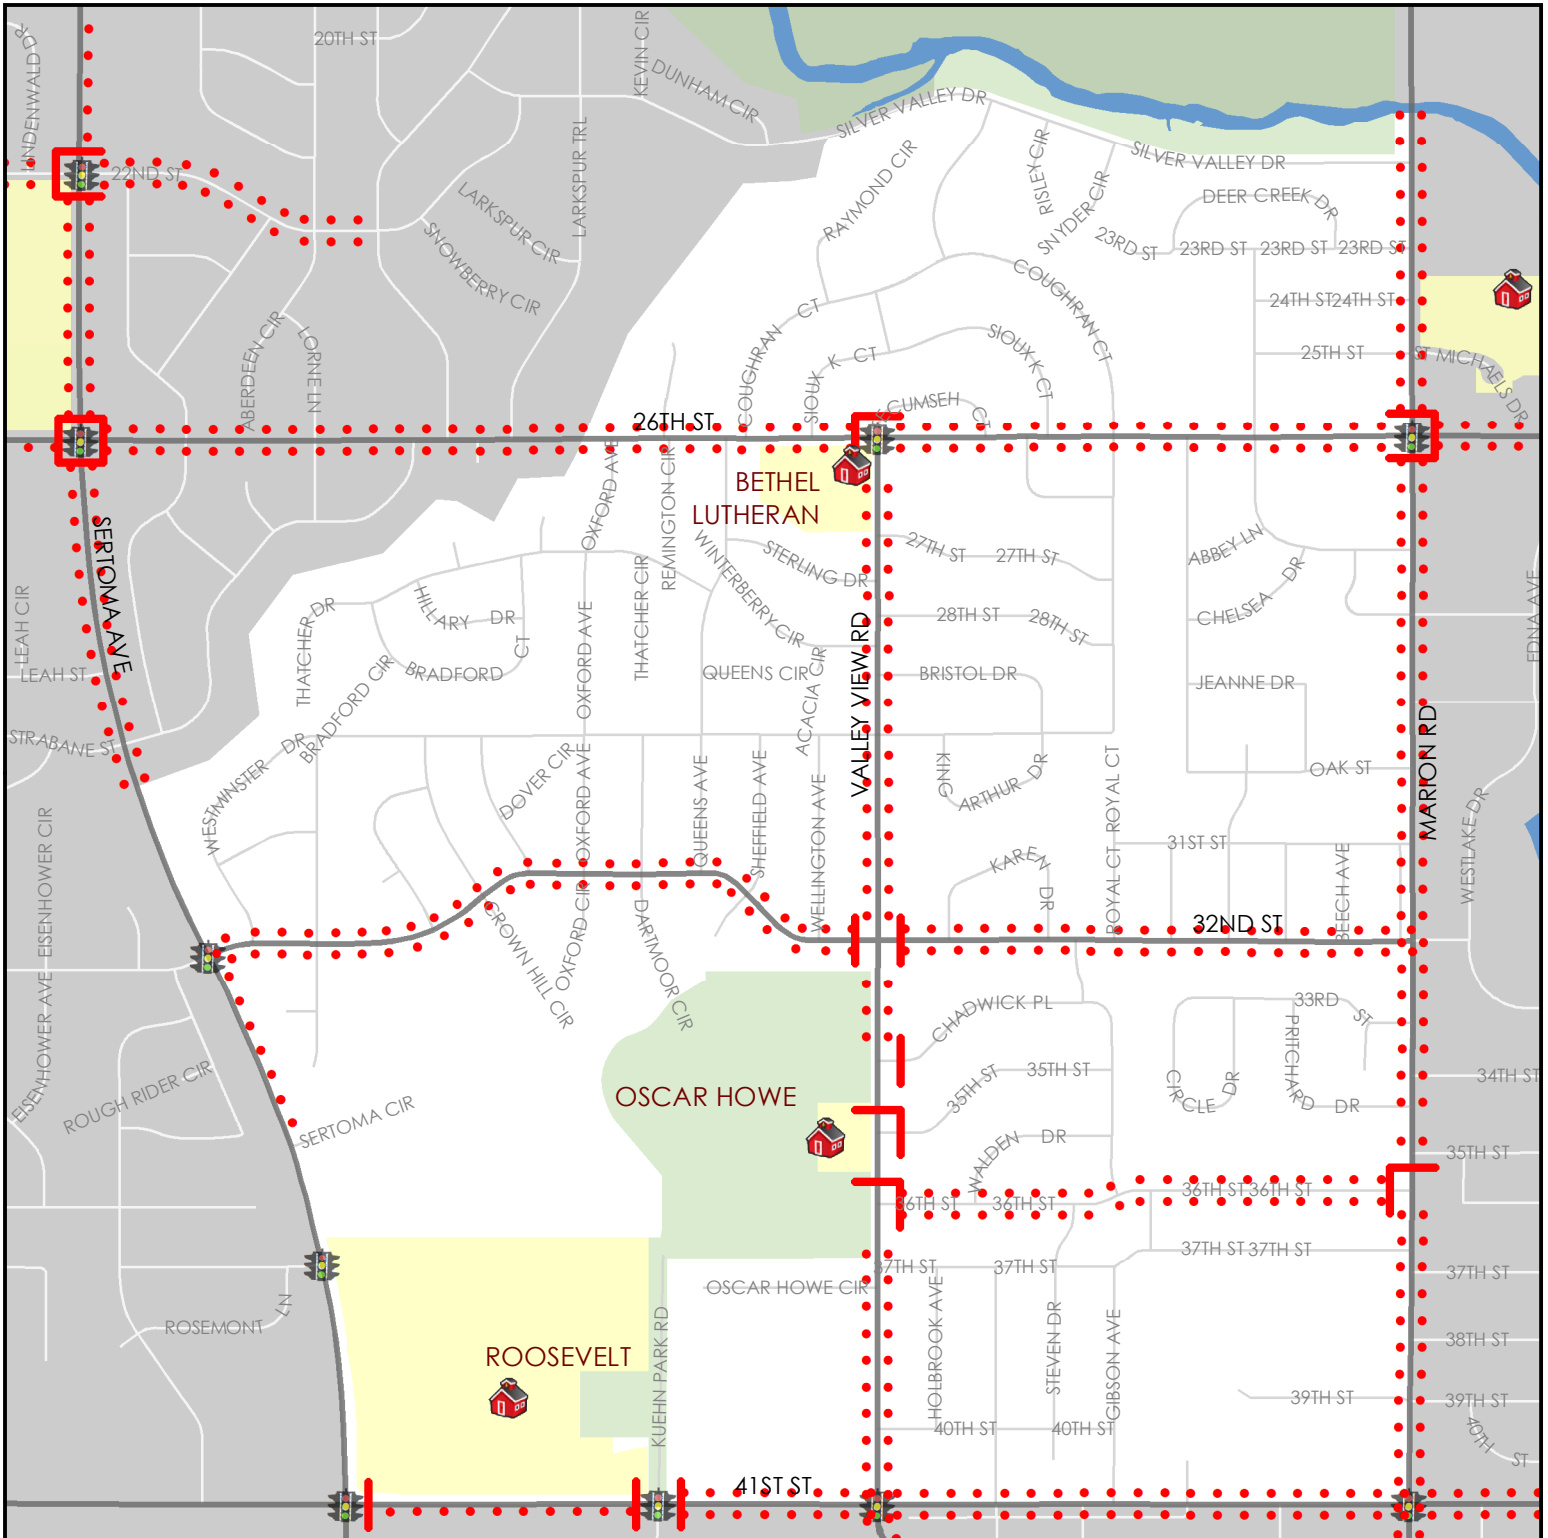 LINDENWALD DR
20TH ST
KEVIN CIR
DUNHAM CIR
SILVER VALLEY DR
LARKSPUR TRL
22ND ST
RAYMOND CIR
RISLEY CIR
SNYDER CIR
SILVER VALLEY DR
DEER CREEK DR
LARKSPUR CIR
SNOWBERRY CIR
23RD ST
23RD ST
23RD ST
23RD ST
COUGHRAN CT
24TH ST
24TH ST
ABERDEEN CIR
LORNE LN
COUGHRAN CT
SIOUX K CT
SIOUX K CT
25TH ST
ST MICHAELS DR
26TH ST
ECUMSEH CT
BETHEL
LUTHERAN
SERTOMA AVE
OXFORD AVE
REMINGTON CIR
WINTERBERRY CIR
STERLING DR
27TH ST
27TH ST
ABBEY LN
CHELSEA DR
EDNA AVE
LEAH CIR
LEAH ST
STRABANE ST
THATCHER DR
HILLARY DR
BRADFORD CT
BRADFORD CIR
OXFORD AVE
THATCHER CIR
QUEENS CIR
ACACIA CIR
VALLEY VIEW RD
28TH ST
28TH ST
BRISTOL DR
JEANNE DR
MARION RD
WESTMINSTER DR
DOVER CIR
OXFORD AVE
QUEENS AVE
SHEFFIELD AVE
WELLINGTON AVE
KING ARTHUR DR
ROYAL CT
ROYAL CT
OAK ST
31ST ST
BEECH AVE
WESTLAKE DR
KAREN DR
32ND ST
EISENHOWER CIR
EISENHOWER AVE
EISENHOWER AVE
CROWN HILL CIR
OXFORD CIR
DARTMOOR CIR
CHADWICK PL
33RD ST
PRITCHARD DR
CIRCLE DR
34TH ST
ROUGH RIDER CIR
SERTOMA CIR
OSCAR HOWE
35TH ST
35TH ST
WALDEN DR
35TH ST
36TH ST
36TH ST
36TH ST
36TH ST
37TH ST
37TH ST
37TH ST
37TH ST
37TH ST
OSCAR HOWE CIR
ROSEMONT LN
ROOSEVELT
KUEHN PARK RD
HOLBROOK AVE
STEVEN DR
GIBSON AVE
38TH ST
39TH ST
39TH ST
40TH ST
40TH ST
40TH ST
41ST ST